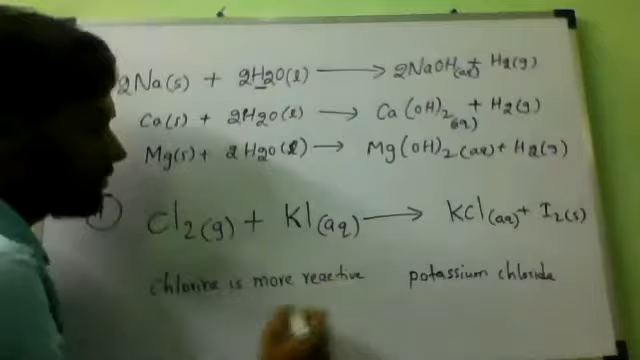 2Na(s) + 2H2O(l) ⟶ 2NaOH(aq) + H2(g)
Ca(s) + 2H2O(l) ⟶ Ca(OH)2(aq) + H2(g)
Mg(s) + 2H2O(l) ⟶ Mg(OH)2(aq) + H2(g)
Cl2(g) + KI(aq) ⟶ KCl(aq) + I2(s)
chlorine is more reactive potassium chloride